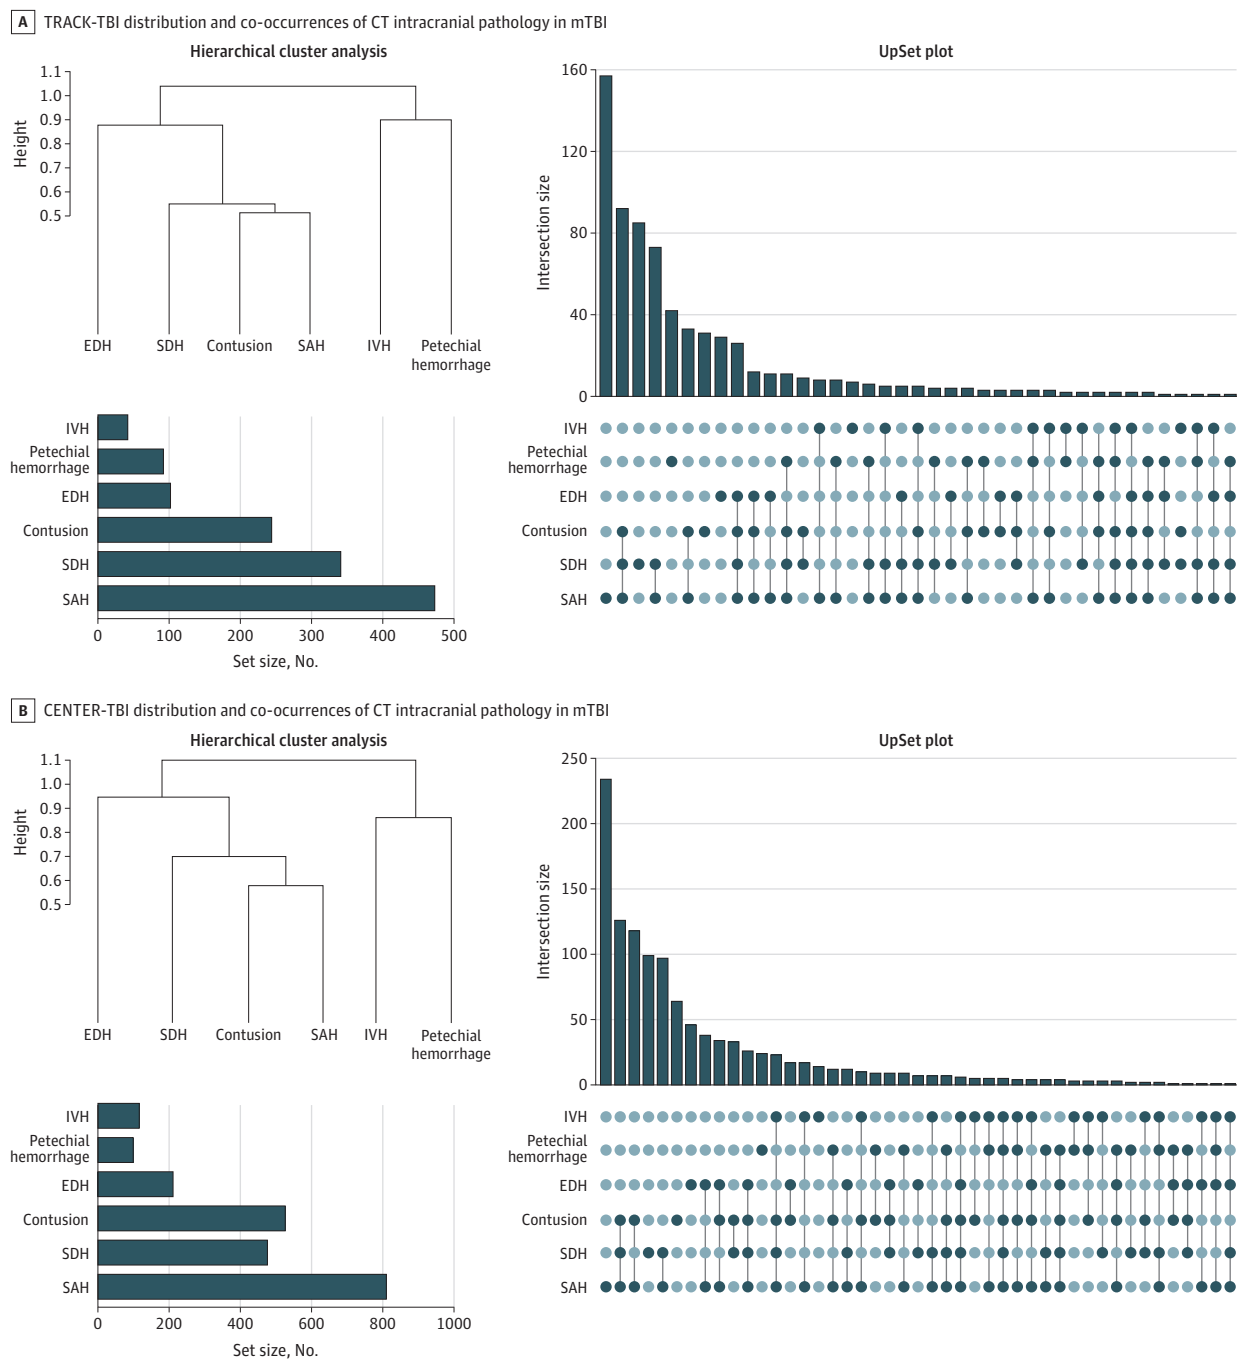 A TRACK-TBI distribution and co-occurrences of CT intracranial pathology in mTBI
Hierarchical cluster analysis
1.1
1.0
0.9
0.8
0.7
0.6
0.5
Height
EDH
SDH
Contusion
SAH
IVH
Petechial
hemorrhage
UpSet plot
160
120
80
40
0
Intersection size
IVH
Petechial
hemorrhage
EDH
Contusion
SDH
SAH
0
100
200
300
400
500
Set size, No.
IVH
Petechial
hemorrhage
EDH
Contusion
SDH
SAH
B CENTER-TBI distribution and co-ocurrences of CT intracranial pathology in mTBI
Hierarchical cluster analysis
1.1
1.0
0.9
0.8
0.7
0.6
0.5
Height
EDH
SDH
Contusion
SAH
IVH
Petechial
hemorrhage
UpSet plot
250
200
150
100
50
0
Intersection size
IVH
Petechial
hemorrhage
EDH
Contusion
SDH
SAH
0
200
400
600
800
1000
Set size, No.
IVH
Petechial
hemorrhage
EDH
Contusion
SDH
SAH